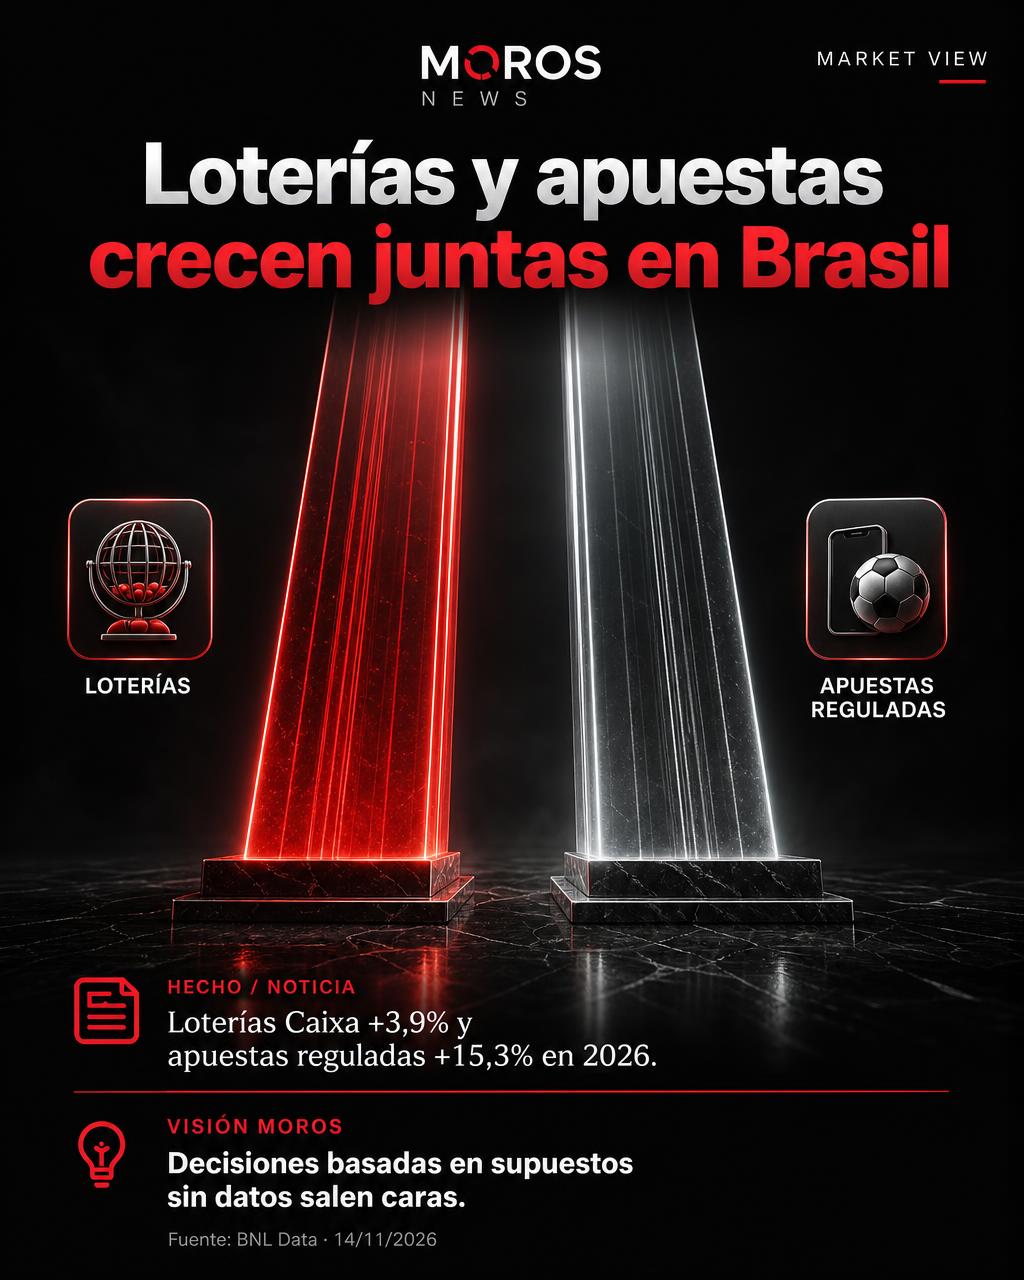 MOROS
NEWS
MARKET VIEW
Loterías y apuestas
crecen juntas en Brasil
LOTERÍAS
APUESTAS
REGULADAS
HECHO / NOTICIA
Loterías Caixa +3,9% y
apuestas reguladas +15,3% en 2026.
VISIÓN MOROS
Decisiones basadas en supuestos
sin datos salen caras.
Fuente: BNL Data · 14/11/2026